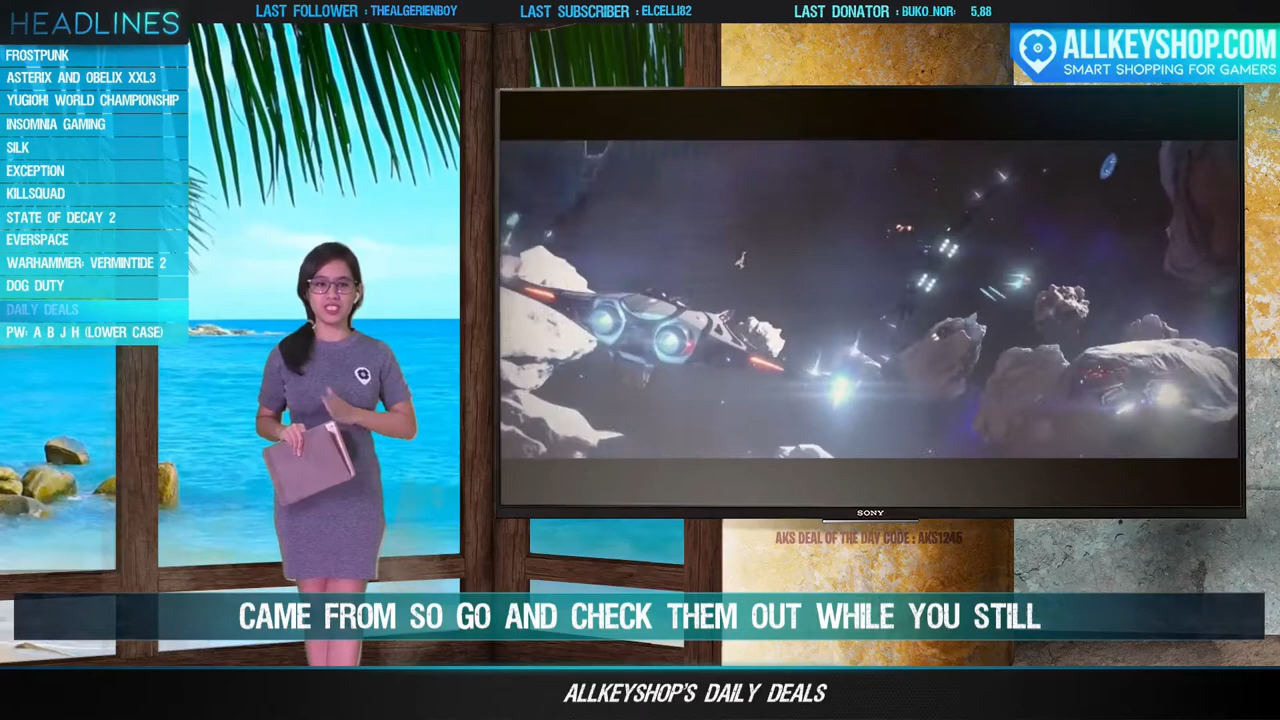 HEADLINES
LAST FOLLOWER : THEALGERIENBOY
LAST SUBSCRIBER : ELCELLI82
LAST DONATOR : BUKO_NOR: 5.88
ALLKEYSHOP.COM
SMART SHOPPING FOR GAMERS
FROSTPUNK
ASTERIX AND OBELIX XXL3
YUGIOH! WORLD CHAMPIONSHIP
INSOMNIA GAMING
SILK
EXCEPTION
KILLSQUAD
STATE OF DECAY 2
EVERSPACE
WARHAMMER: VERMINTIDE 2
DOG DUTY
DAILY DEALS
PW: A B J H (LOWER CASE)
SONY
AKS DEAL OF THE DAY CODE : AKS1245
CAME FROM SO GO AND CHECK THEM OUT WHILE YOU STILL
ALLKEYSHOP'S DAILY DEALS